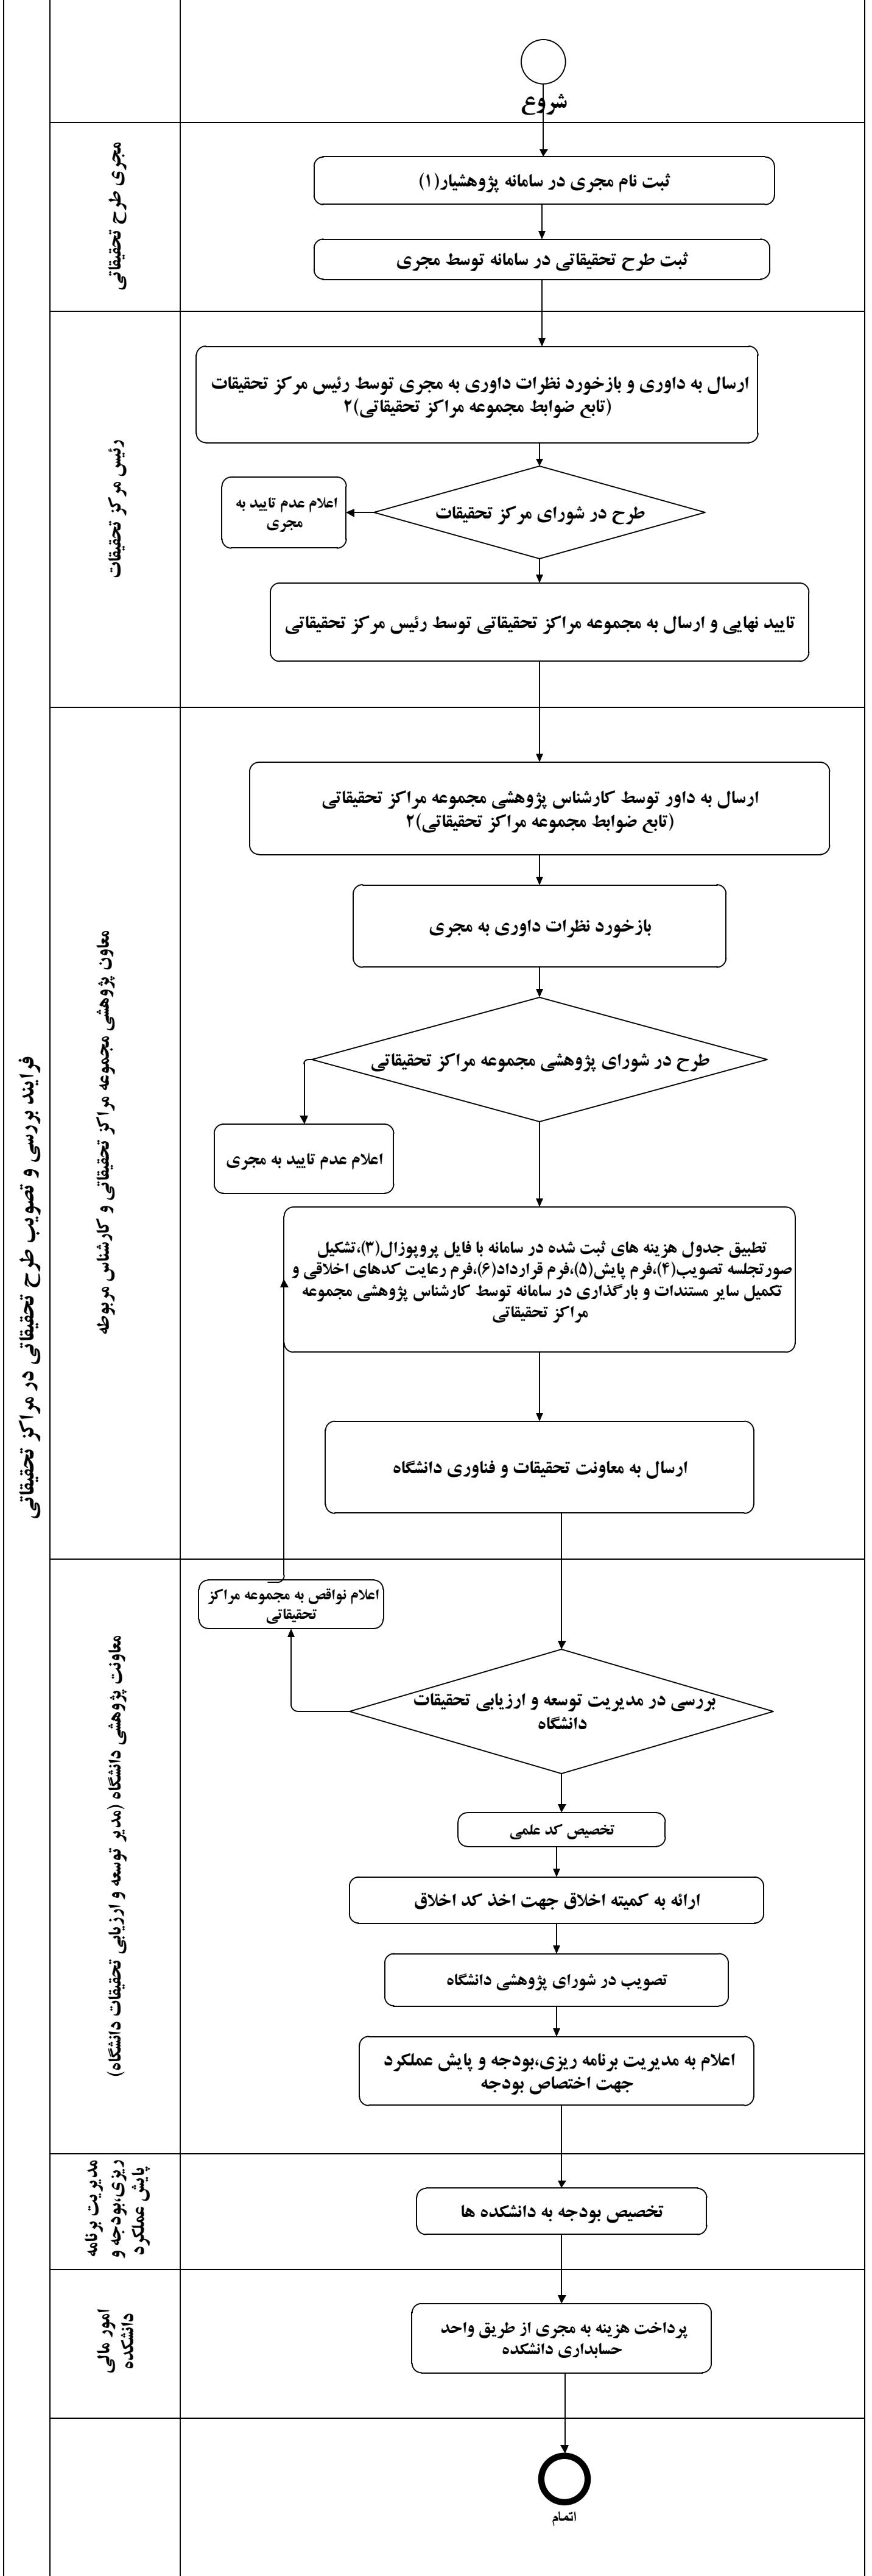 فرایند بررسی و تصویب طرح تحقیقاتی در مراکز تحقیقاتی
شروع
مجری طرح تحقیقاتی
ثبت نام مجری در سامانه پژوهشیار(۱)
ثبت طرح تحقیقاتی در سامانه توسط مجری
رئیس مرکز تحقیقات
ارسال به داوری و بازخورد نظرات داوری به مجری توسط رئیس مرکز تحقیقات
(تابع ضوابط مجموعه مراکز تحقیقاتی)۲
طرح در شورای مرکز تحقیقات
اعلام عدم تایید به
مجری
تایید نهایی و ارسال به مجموعه مراکز تحقیقاتی توسط رئیس مرکز تحقیقاتی
معاون پژوهشی مجموعه مراکز تحقیقاتی و کارشناس مربوطه
ارسال به داور توسط کارشناس پژوهشی مجموعه مراکز تحقیقاتی
(تابع ضوابط مجموعه مراکز تحقیقاتی)۲
بازخورد نظرات داوری به مجری
طرح در شورای پژوهشی مجموعه مراکز تحقیقاتی
اعلام عدم تایید به مجری
تطبیق جدول هزینه های ثبت شده در سامانه با فایل پروپوزال(۳)،تشکیل
صورتجلسه تصویب(۴)،فرم پایش(۵)،فرم قرارداد(۶)،فرم رعایت کدهای اخلاقی و
تکمیل سایر مستندات و بارگذاری در سامانه توسط کارشناس پژوهشی مجموعه
مراکز تحقیقاتی
ارسال به معاونت تحقیقات و فناوری دانشگاه
معاونت پژوهشی دانشگاه (مدیر توسعه و ارزیابی تحقیقات دانشگاه)
اعلام نواقص به مجموعه مراکز
تحقیقاتی
بررسی در مدیریت توسعه و ارزیابی تحقیقات
دانشگاه
تخصیص کد علمی
ارائه به کمیته اخلاق جهت اخذ کد اخلاق
تصویب در شورای پژوهشی دانشگاه
اعلام به مدیریت برنامه ریزی،بودجه و پایش عملکرد
جهت اختصاص بودجه
مدیریت برنامه
ریزی،بودجه و
پایش عملکرد
تخصیص بودجه به دانشکده ها
امور مالی
دانشکده
پرداخت هزینه به مجری از طریق واحد
حسابداری دانشکده
اتمام